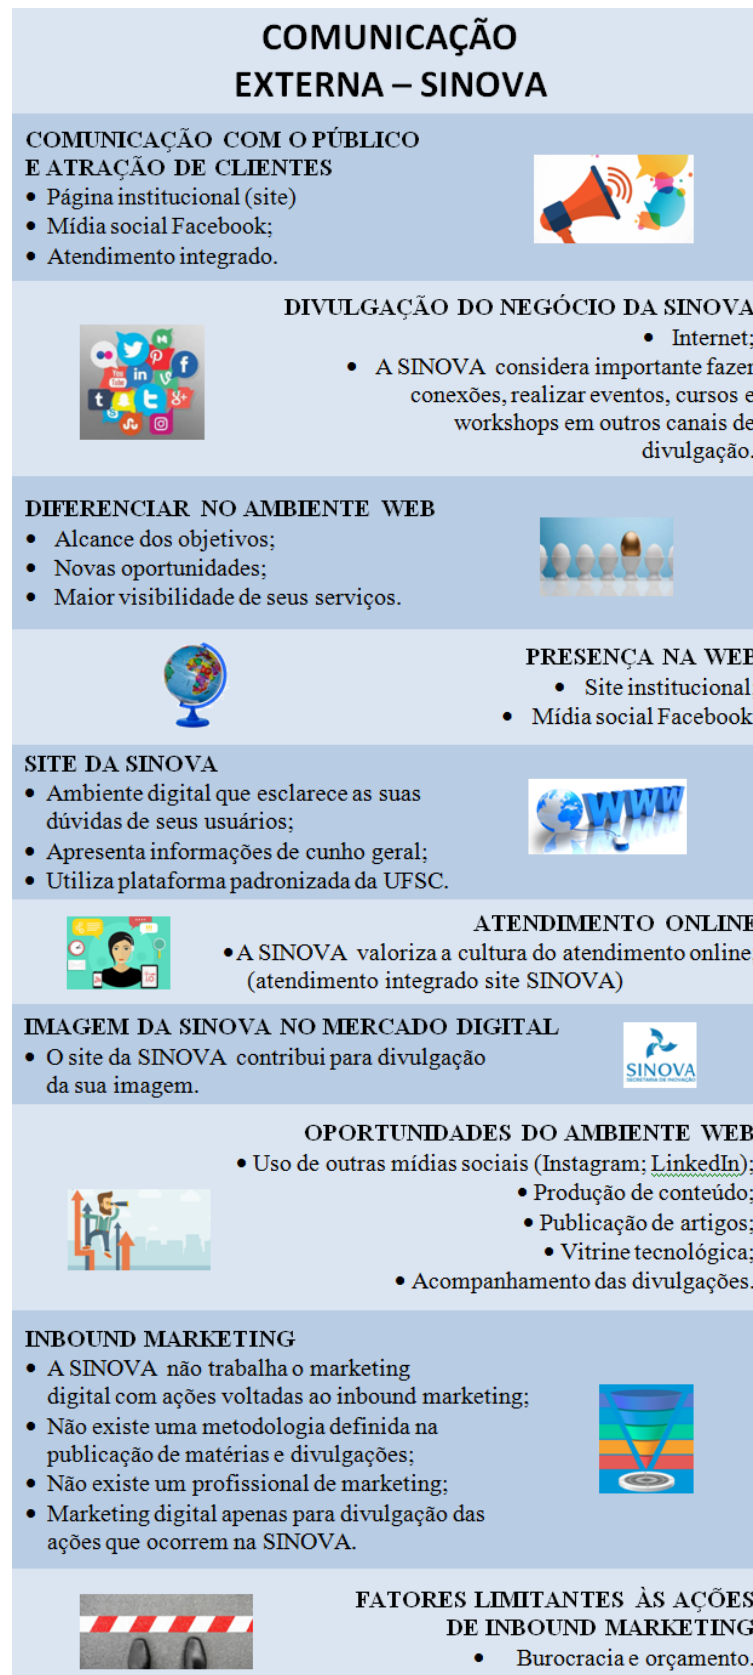 COMUNICAÇÃO
EXTERNA – SINOVA
COMUNICAÇÃO COM O PÚBLICO
E ATRAÇÃO DE CLIENTES
• Página institucional (site)
• Mídia social Facebook;
• Atendimento integrado.
DIVULGAÇÃO DO NEGÓCIO DA SINOVA
• Internet;
• A SINOVA considera importante fazer
conexões, realizar eventos, cursos e
workshops em outros canais de
divulgação.
DIFERENCIAR NO AMBIENTE WEB
• Alcance dos objetivos;
• Novas oportunidades;
• Maior visibilidade de seus serviços.
PRESENÇA NA WEB
• Site institucional.
• Mídia social Facebook
SITE DA SINOVA
• Ambiente digital que esclarece as suas
dúvidas de seus usuários;
• Apresenta informações de cunho geral;
• Utiliza plataforma padronizada da UFSC.
WWW
ATENDIMENTO ONLINE
• A SINOVA valoriza a cultura do atendimento online;
(atendimento integrado site SINOVA)
IMAGEM DA SINOVA NO MERCADO DIGITAL
• O site da SINOVA contribui para divulgação
da sua imagem.
SINOVA
SECRETARIA DE INOVAÇÃO
OPORTUNIDADES DO AMBIENTE WEB
• Uso de outras mídias sociais (Instagram; LinkedIn);
• Produção de conteúdo;
• Publicação de artigos;
• Vitrine tecnológica;
• Acompanhamento das divulgações.
INBOUND MARKETING
• A SINOVA não trabalha o marketing
digital com ações voltadas ao inbound marketing;
• Não existe uma metodologia definida na
publicação de matérias e divulgações;
• Não existe um profissional de marketing;
• Marketing digital apenas para divulgação das
ações que ocorrem na SINOVA.
FATORES LIMITANTES ÀS AÇÕES
DE INBOUND MARKETING
• Burocracia e orçamento.